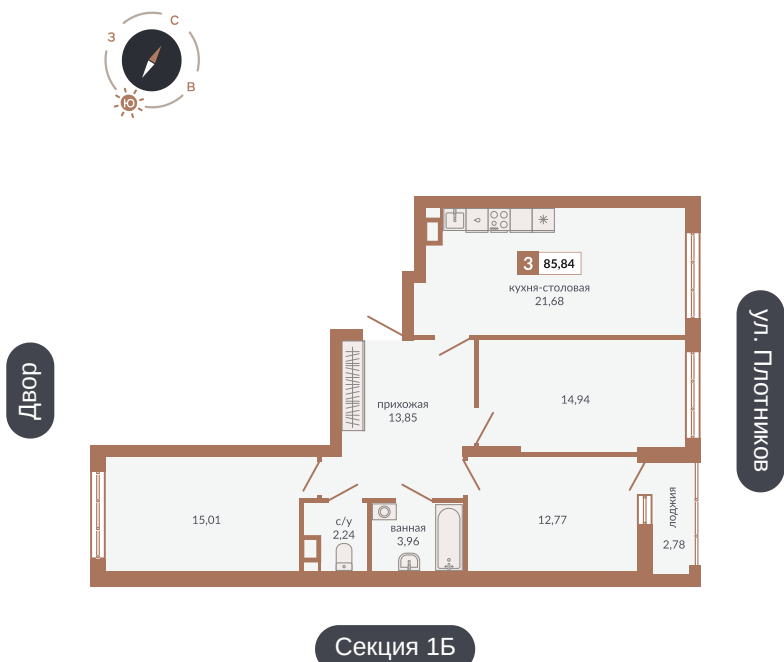 С
З
В
Ю
3 85,84
кухня-столовая
21,68
ул. Плотников
Двор
прихожая
13,85
14,94
15,01
с/у
2,24
ванная
3,96
12,77
лоджия
2,78
Секция 1Б